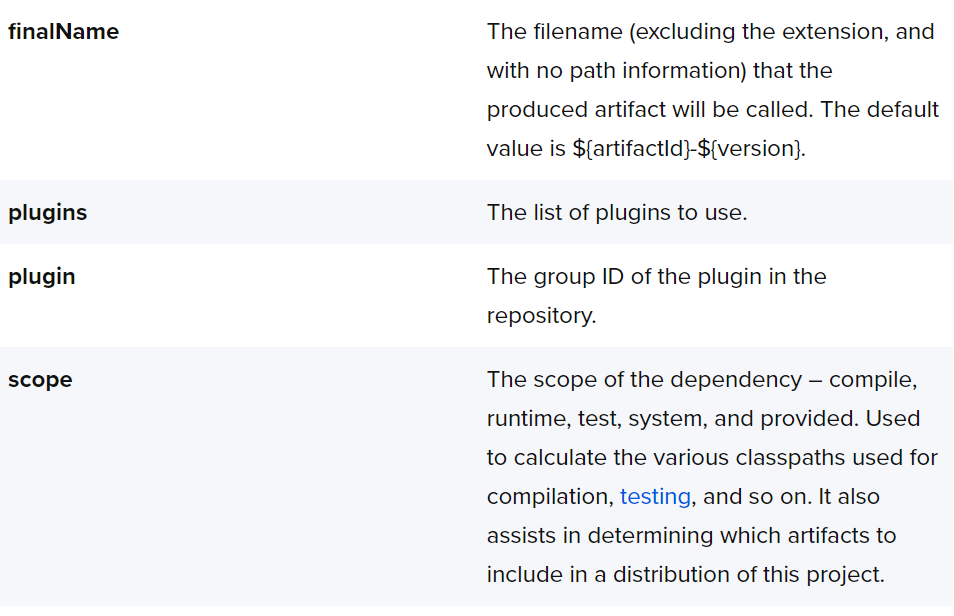 finalName
The filename (excluding the extension, and
with no path information) that the
produced artifact will be called. The default
value is ${artifactId}-${version}.
plugins
The list of plugins to use.
plugin
The group ID of the plugin in the
repository.
scope
The scope of the dependency – compile,
runtime, test, system, and provided. Used
to calculate the various classpaths used for
compilation, testing, and so on. It also
assists in determining which artifacts to
include in a distribution of this project.